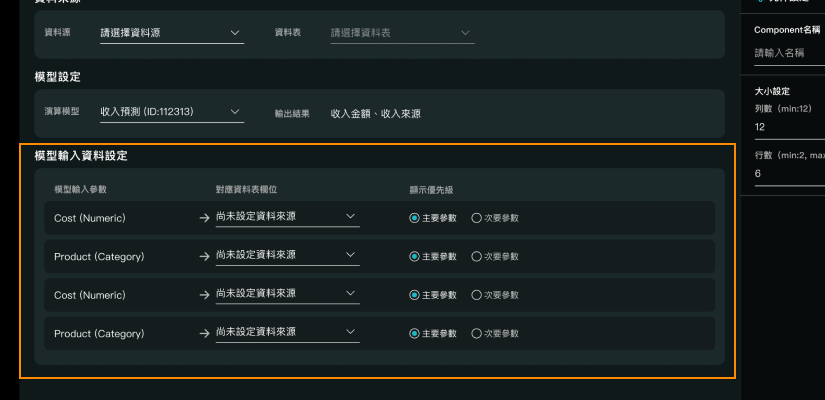 資料來源
元件設定
資料源 請選擇資料源 資料表 請選擇資料表
Component名稱
請輸入名稱
模型設定
演算模型 收入預測 (ID:112313) 輸出結果 收入金額、收入來源
大小設定
列數 (min:12)
12
行數 (min:2, max
6
模型輸入資料設定
模型輸入參數 對應資料表欄位 顯示優先級
Cost (Numeric) → 尚未設定資料來源 主要參數 次要參數
Product (Category) → 尚未設定資料來源 主要參數 次要參數
Cost (Numeric) → 尚未設定資料來源 主要參數 次要參數
Product (Category) → 尚未設定資料來源 主要參數 次要參數